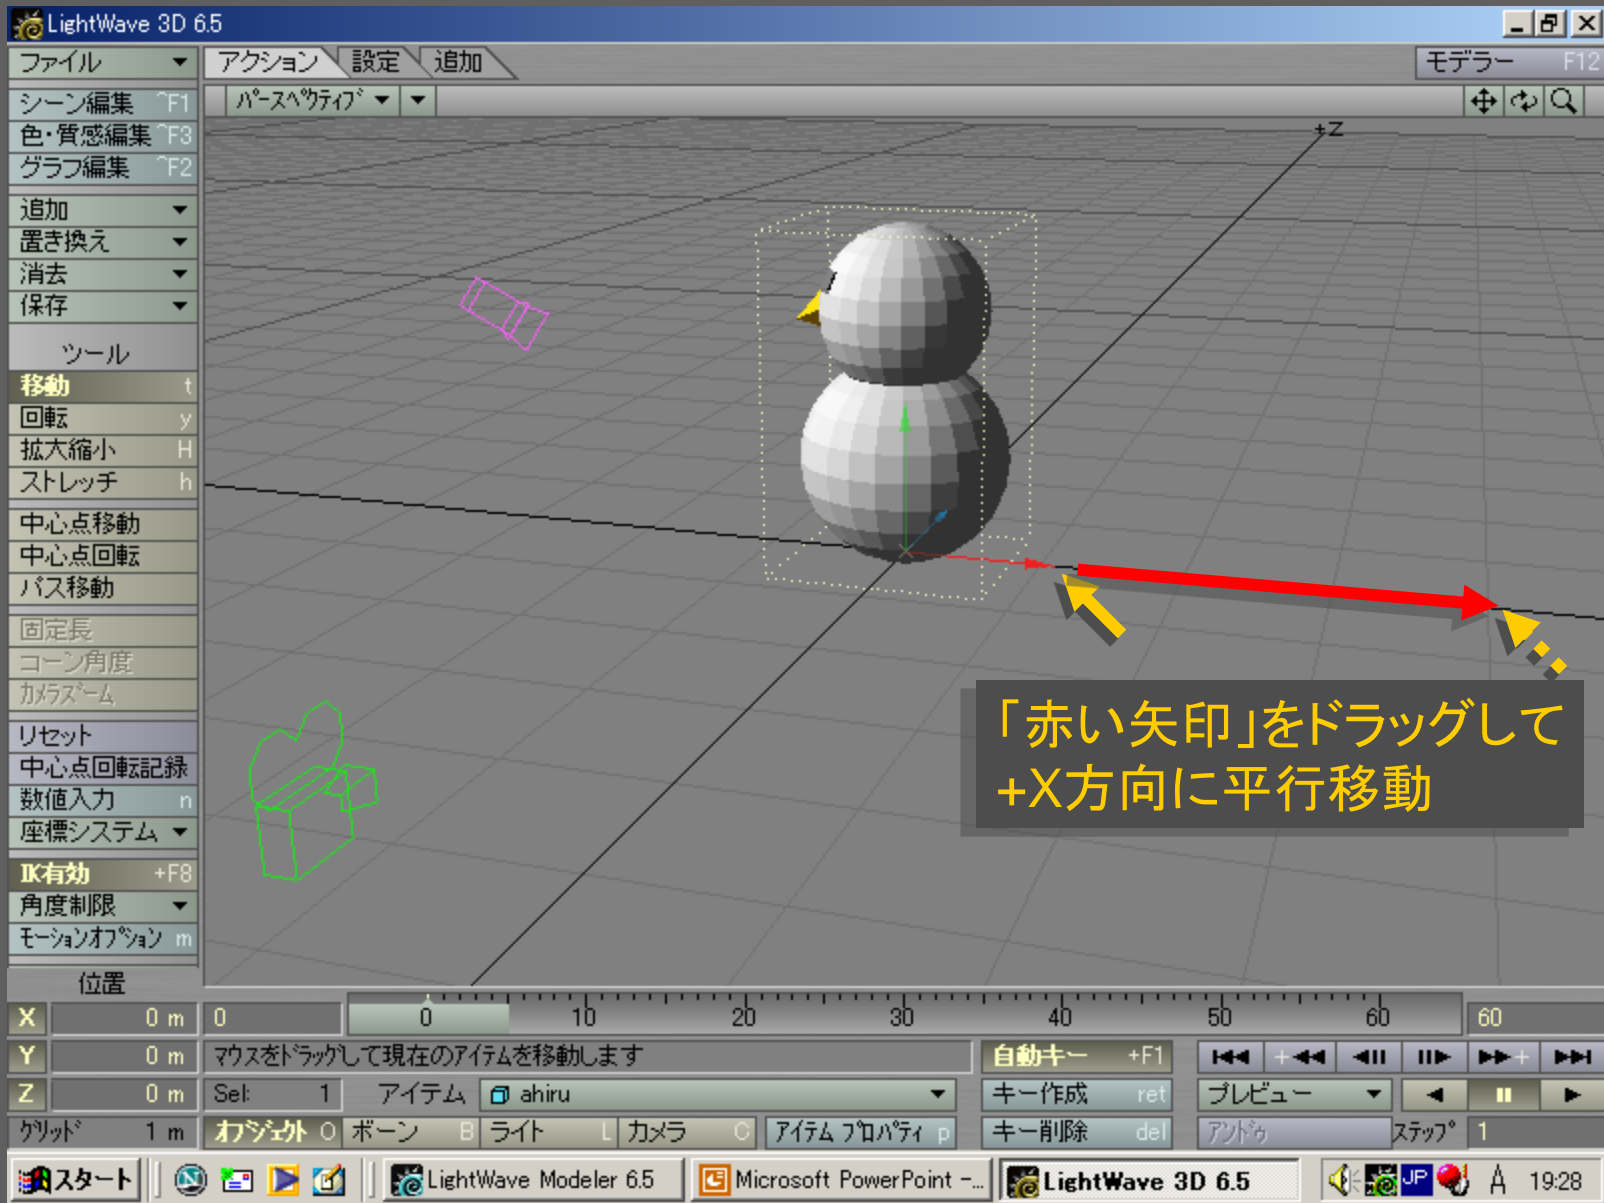 LightWave 3D 6.5
ファイル
アクション 設定 追加
モデラー F12
シーン編集 ^F1
パースペクティブ
色・質感編集 ^F3
グラフ編集 ^F2
+Z
追加
置き換え
消去
保存
ツール
移動 t
回転 y
拡大縮小 H
ストレッチ h
中心点移動
中心点回転
パス移動
固定長
コーン角度
カメラズーム
リセット
中心点回転記録
数値入力 n
座標システム
IK有効 +F8
角度制限
モーションオプション m
「赤い矢印」をドラッグして
+X方向に平行移動
位置
X 0 m
0 0 10 20 30 40 50 60 60
Y 0 m
マウスをドラッグして現在のアイテムを移動します
自動キー +F1
Z 0 m
Sel: 1 アイテム ahiru
キー作成 ret
プレビュー
グリッド 1 m
オブジェクト O ボーン B ライト L カメラ C アイテム プロパティ p
キー削除 del
アンドゥ ステップ 1
スタート
LightWave Modeler 6.5
Microsoft PowerPoint -...
LightWave 3D 6.5
JP A 19:28